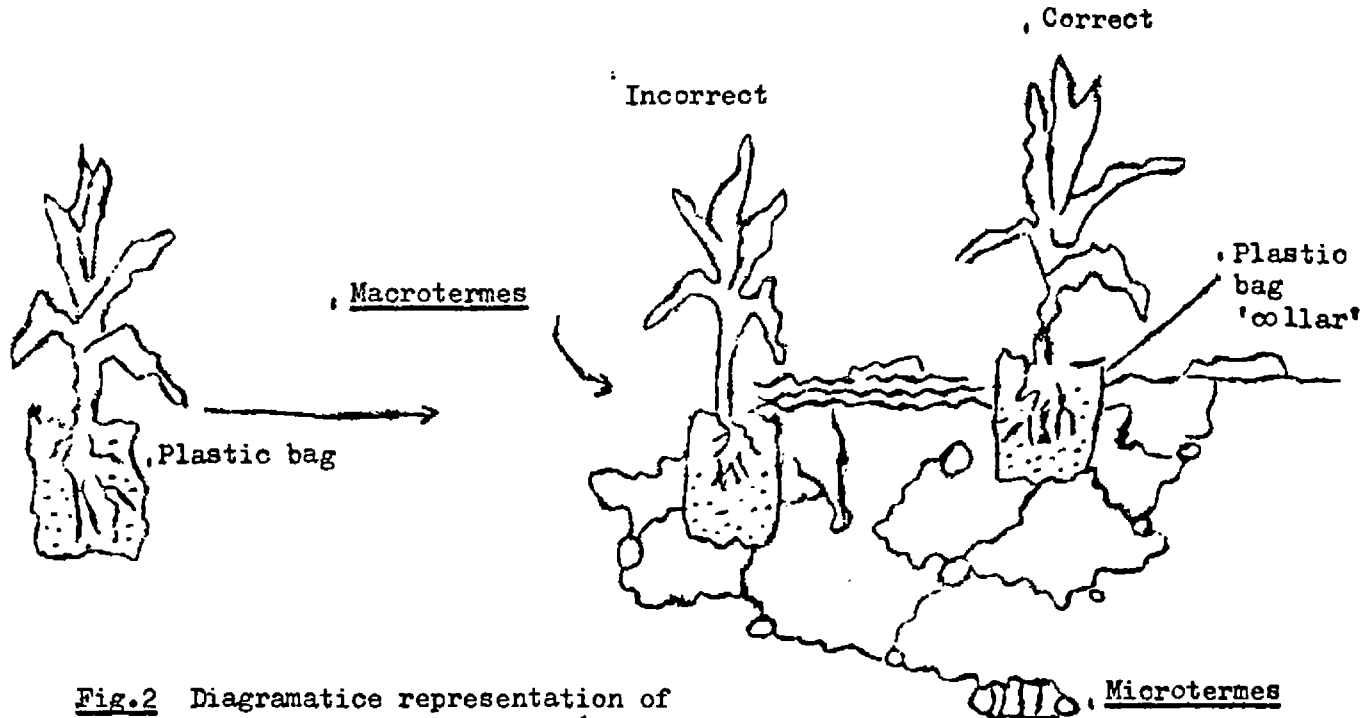 Correct
Incorrect
Macrotermes
Plastic
bag
'collar'
Plastic bag
Fig.2 Diagramatice representation of
Microtermes